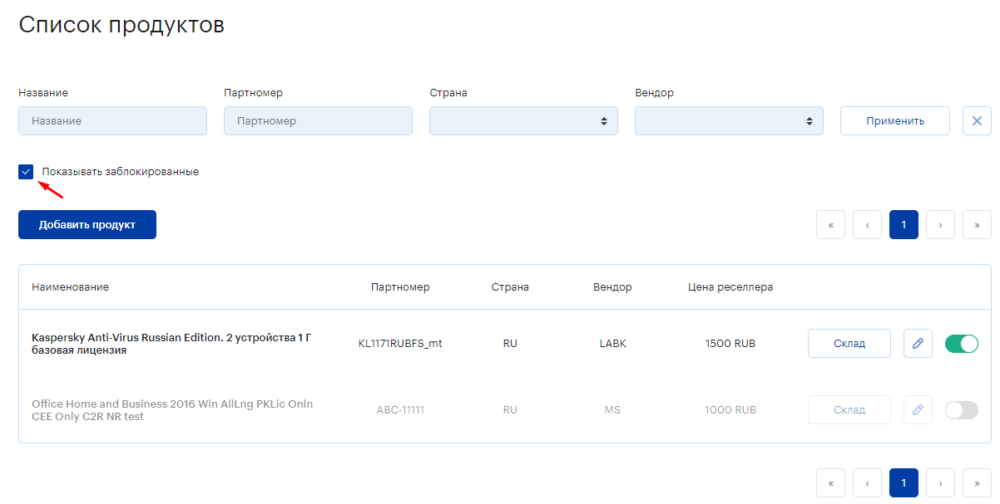 Список продуктов
Название Партномер Страна Вендор
Название Партномер Применить
Показывать заблокированные
Добавить продукт « ‹ 1 › »
Наименование Партномер Страна Вендор Цена реселлера
Kaspersky Anti-Virus Russian Edition. 2 устройства 1 Г
базовая лицензия
KL1171RUBFS_mt RU LABK 1500 RUB Склад
Office Home and Business 2016 Win AllLng PKLic Onln
CEE Only C2R NR test
ABC-11111 RU MS 1000 RUB Склад
« ‹ 1 › »